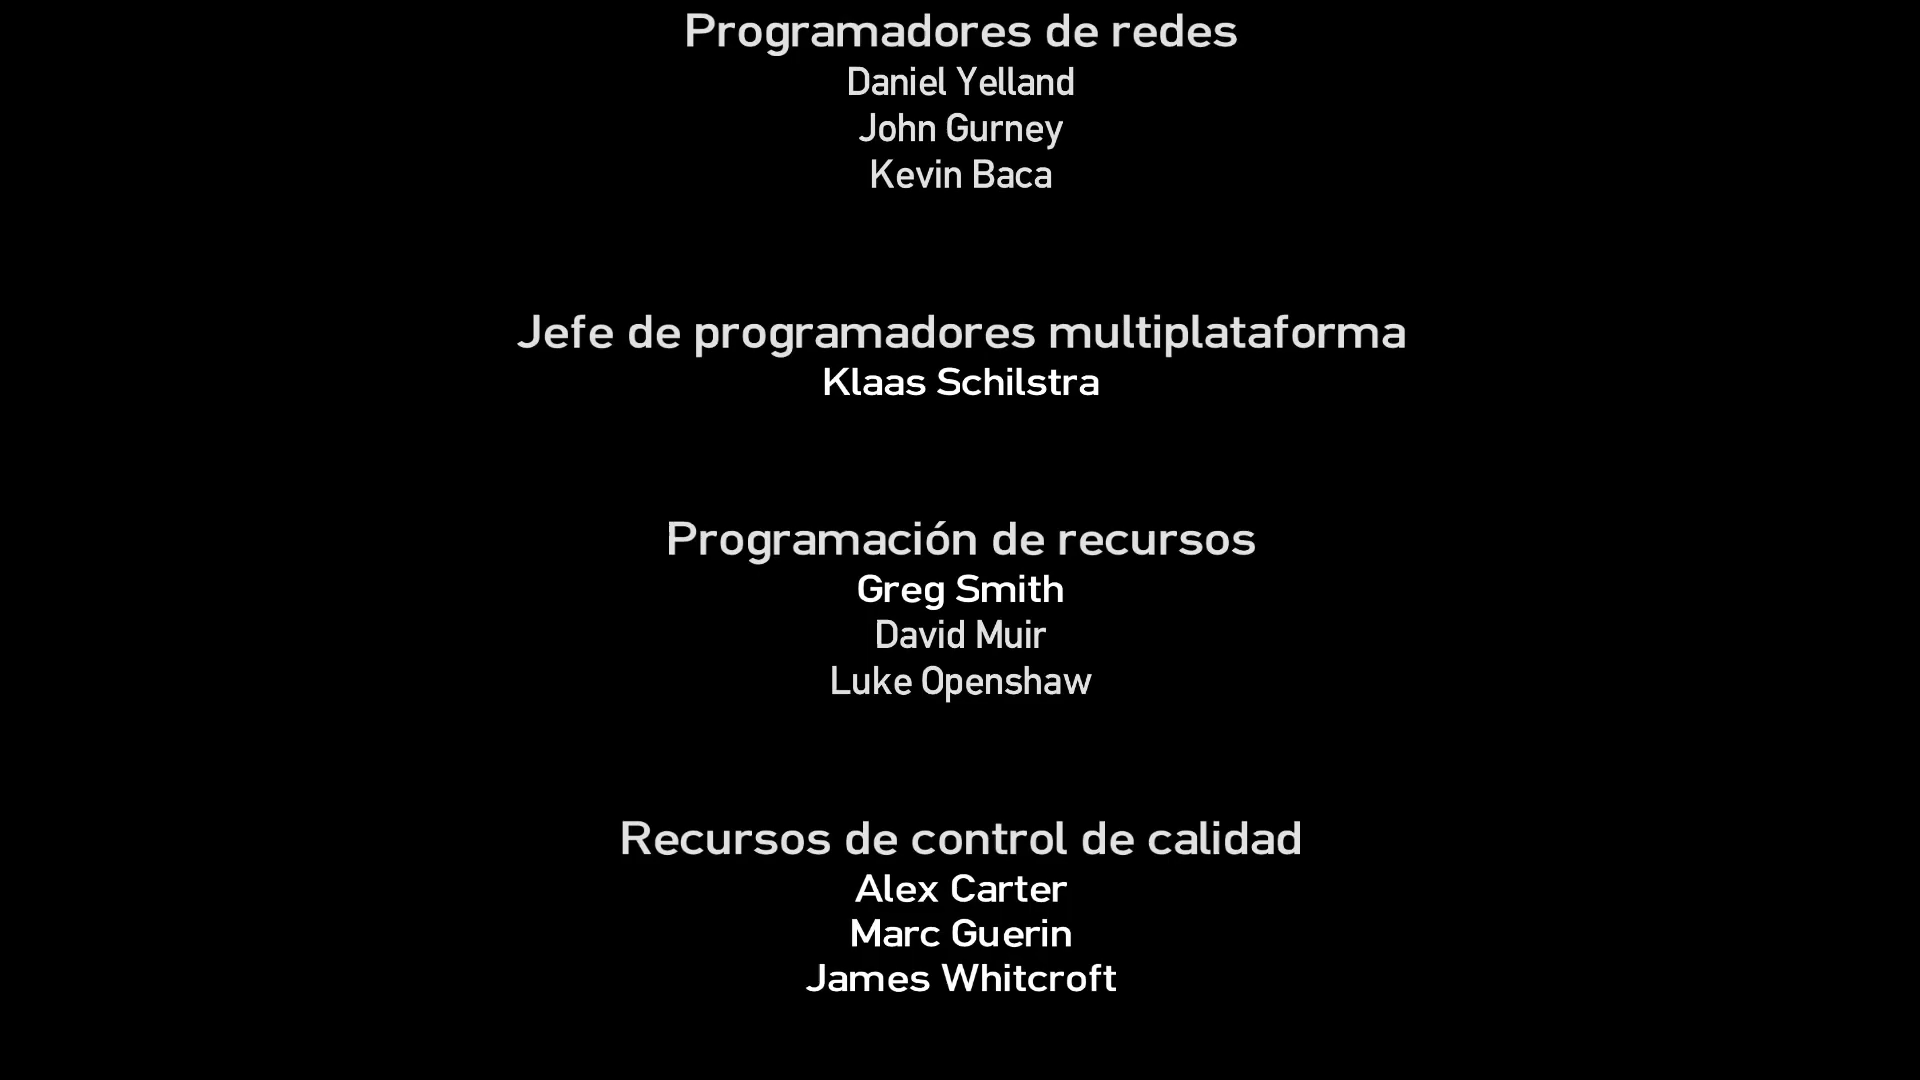 Programadores de redes
Daniel Yelland
John Gurney
Kevin Baca
Jefe de programadores multiplataforma
Klaas Schilstra
Programación de recursos
Greg Smith
David Muir
Luke Openshaw
Recursos de control de calidad
Alex Carter
Marc Guerin
James Whitcroft